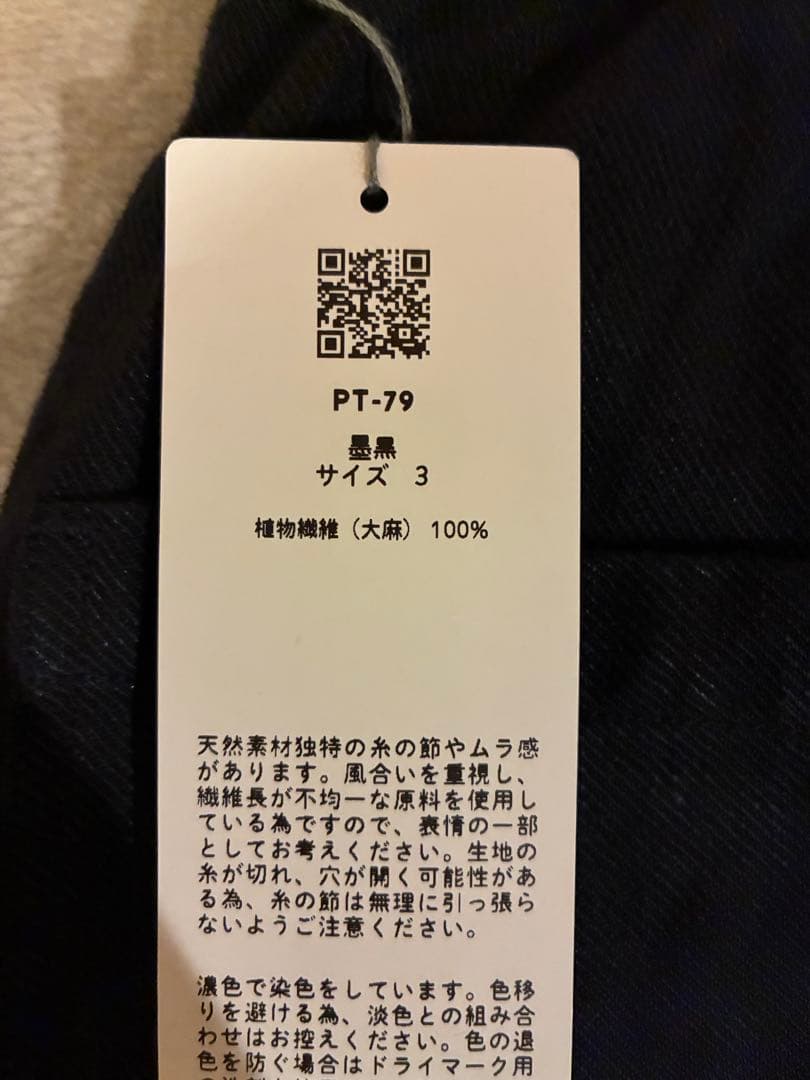 PT-79
墨黒
サイズ 3
植物繊維（大麻） 100%
天然素材独特の糸の節やムラ感
があります。風合いを重視し、
繊維長が不均一な原料を使用し
ている為ですので、表情の一部
としてお考えください。生地の
糸が切れ、穴が開く可能性があ
る為、糸の節は無理に引っ張ら
ないようご注意ください。
濃色で染色をしています。色移
りを避ける為、淡色との組み合
わせはお控えください。色の退
色を防ぐ場合はドライマーク用